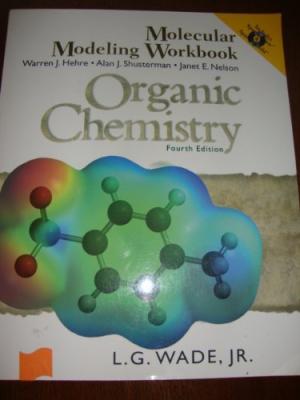 Molecular
Modeling Workbook
Warren J. Hehre • Alan J. Shusterman • Janet E. Nelson
Organic
Chemistry
Fourth Edition
L.G. WADE, JR.